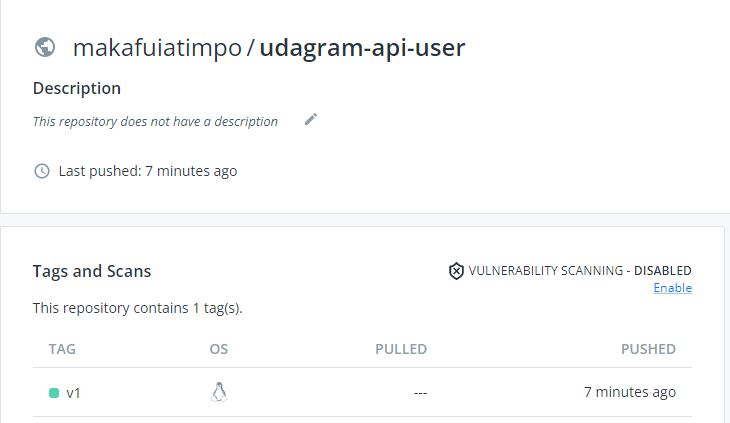 makafuiatimpo / udagram-api-user
Description
This repository does not have a description
Last pushed: 7 minutes ago
Tags and Scans
VULNERABILITY SCANNING - DISABLED
Enable
This repository contains 1 tag(s).
TAG OS PULLED PUSHED
v1 --- 7 minutes ago